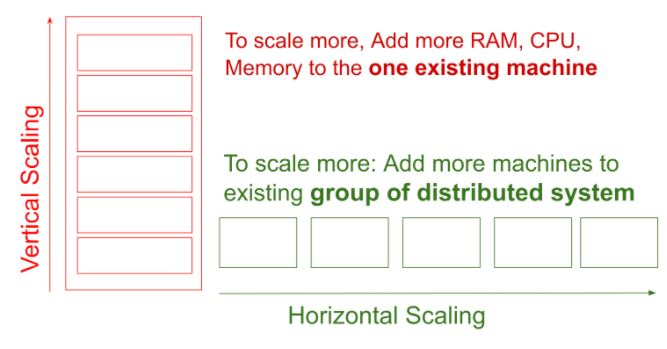 To scale more, Add more RAM, CPU,
Memory to the one existing machine
Vertical Scaling
To scale more: Add more machines to
existing group of distributed system
Horizontal Scaling